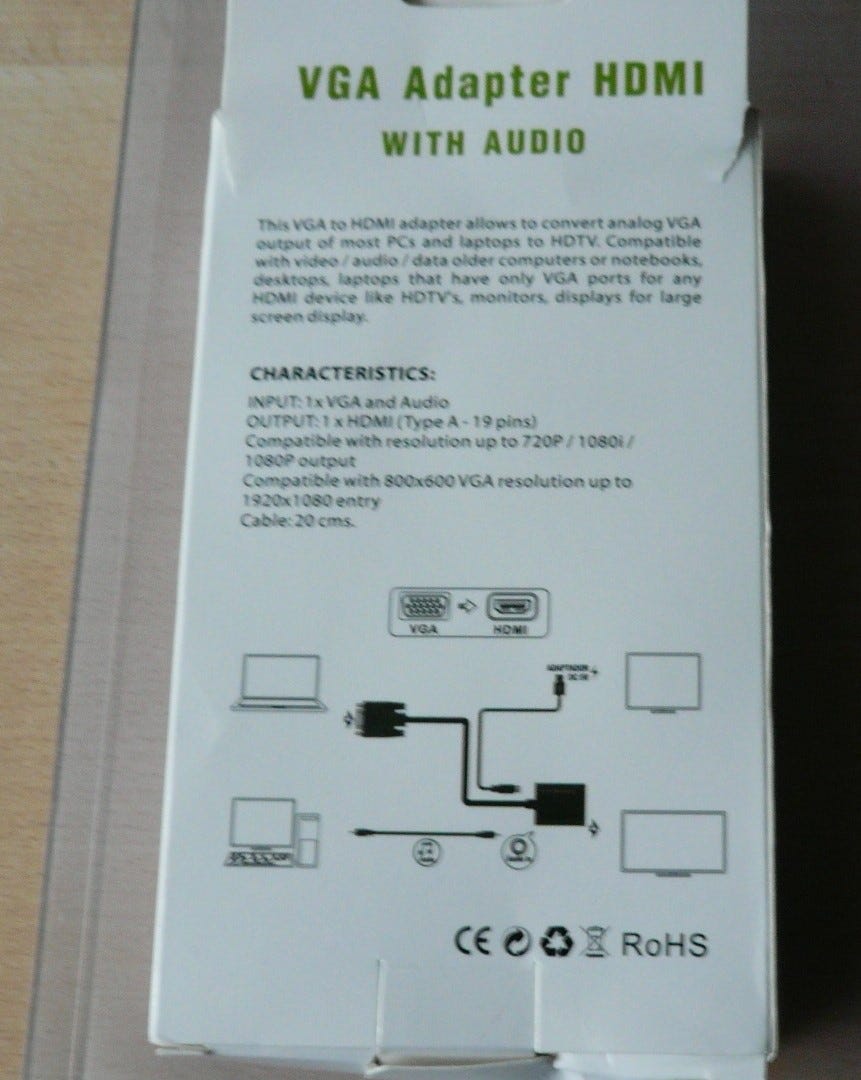 VGA Adapter HDMI
WITH AUDIO
This VGA to HDMI adapter allows to convert analog VGA
output of most PCs and laptops to HDTV. Compatible
with video / audio / data older computers or notebooks,
desktops, laptops that have only VGA ports for any
HDMI device like HDTV's, monitors, displays for large
screen display.
CHARACTERISTICS:
INPUT: 1x VGA and Audio
OUTPUT: 1 x HDMI (Type A - 19 pins)
Compatible with resolution up to 720P / 1080i /
1080P output
Compatible with 800x600 VGA resolution up to
1920x1080 entry
Cable: 20 cms.
VGA HDMI
ADAPTADOR
DC 5V
CE RoHS